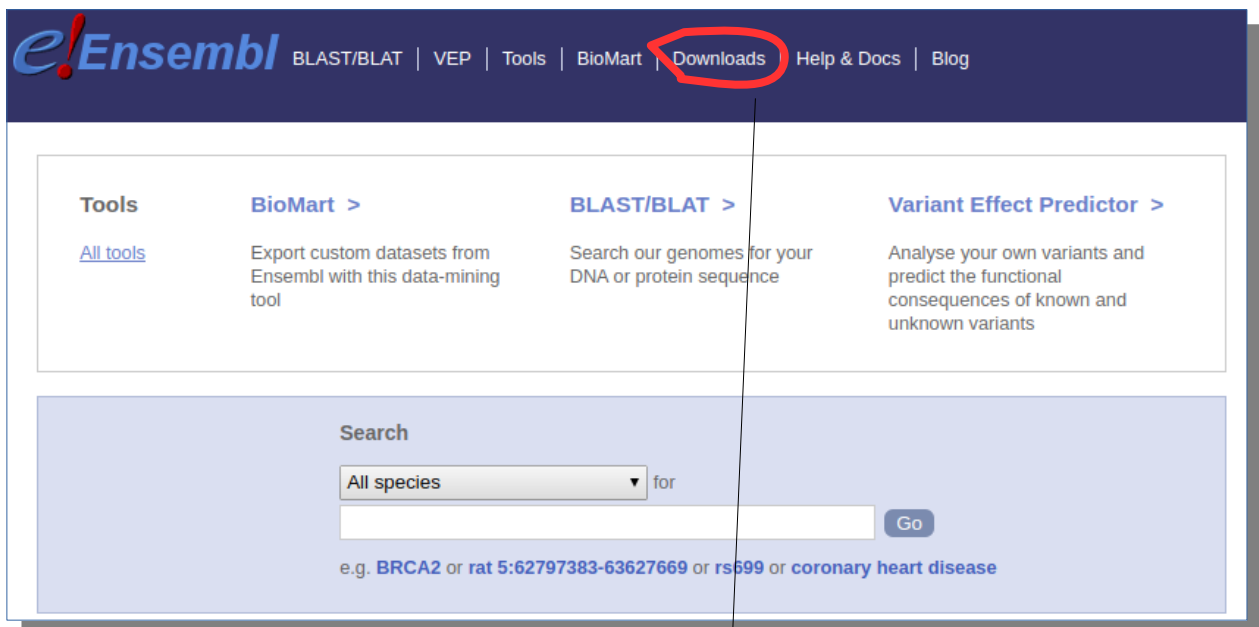 e!Ensembl BLAST/BLAT | VEP | Tools | BioMart | Downloads | Help & Docs | Blog
Tools
All tools
BioMart >
Export custom datasets from
Ensembl with this data-mining
tool
BLAST/BLAT >
Search our genomes for your
DNA or protein sequence
Variant Effect Predictor >
Analyse your own variants and
predict the functional
consequences of known and
unknown variants
Search
All species ▼ for
Go
e.g. BRCA2 or rat 5:62797383-63627669 or rs699 or coronary heart disease